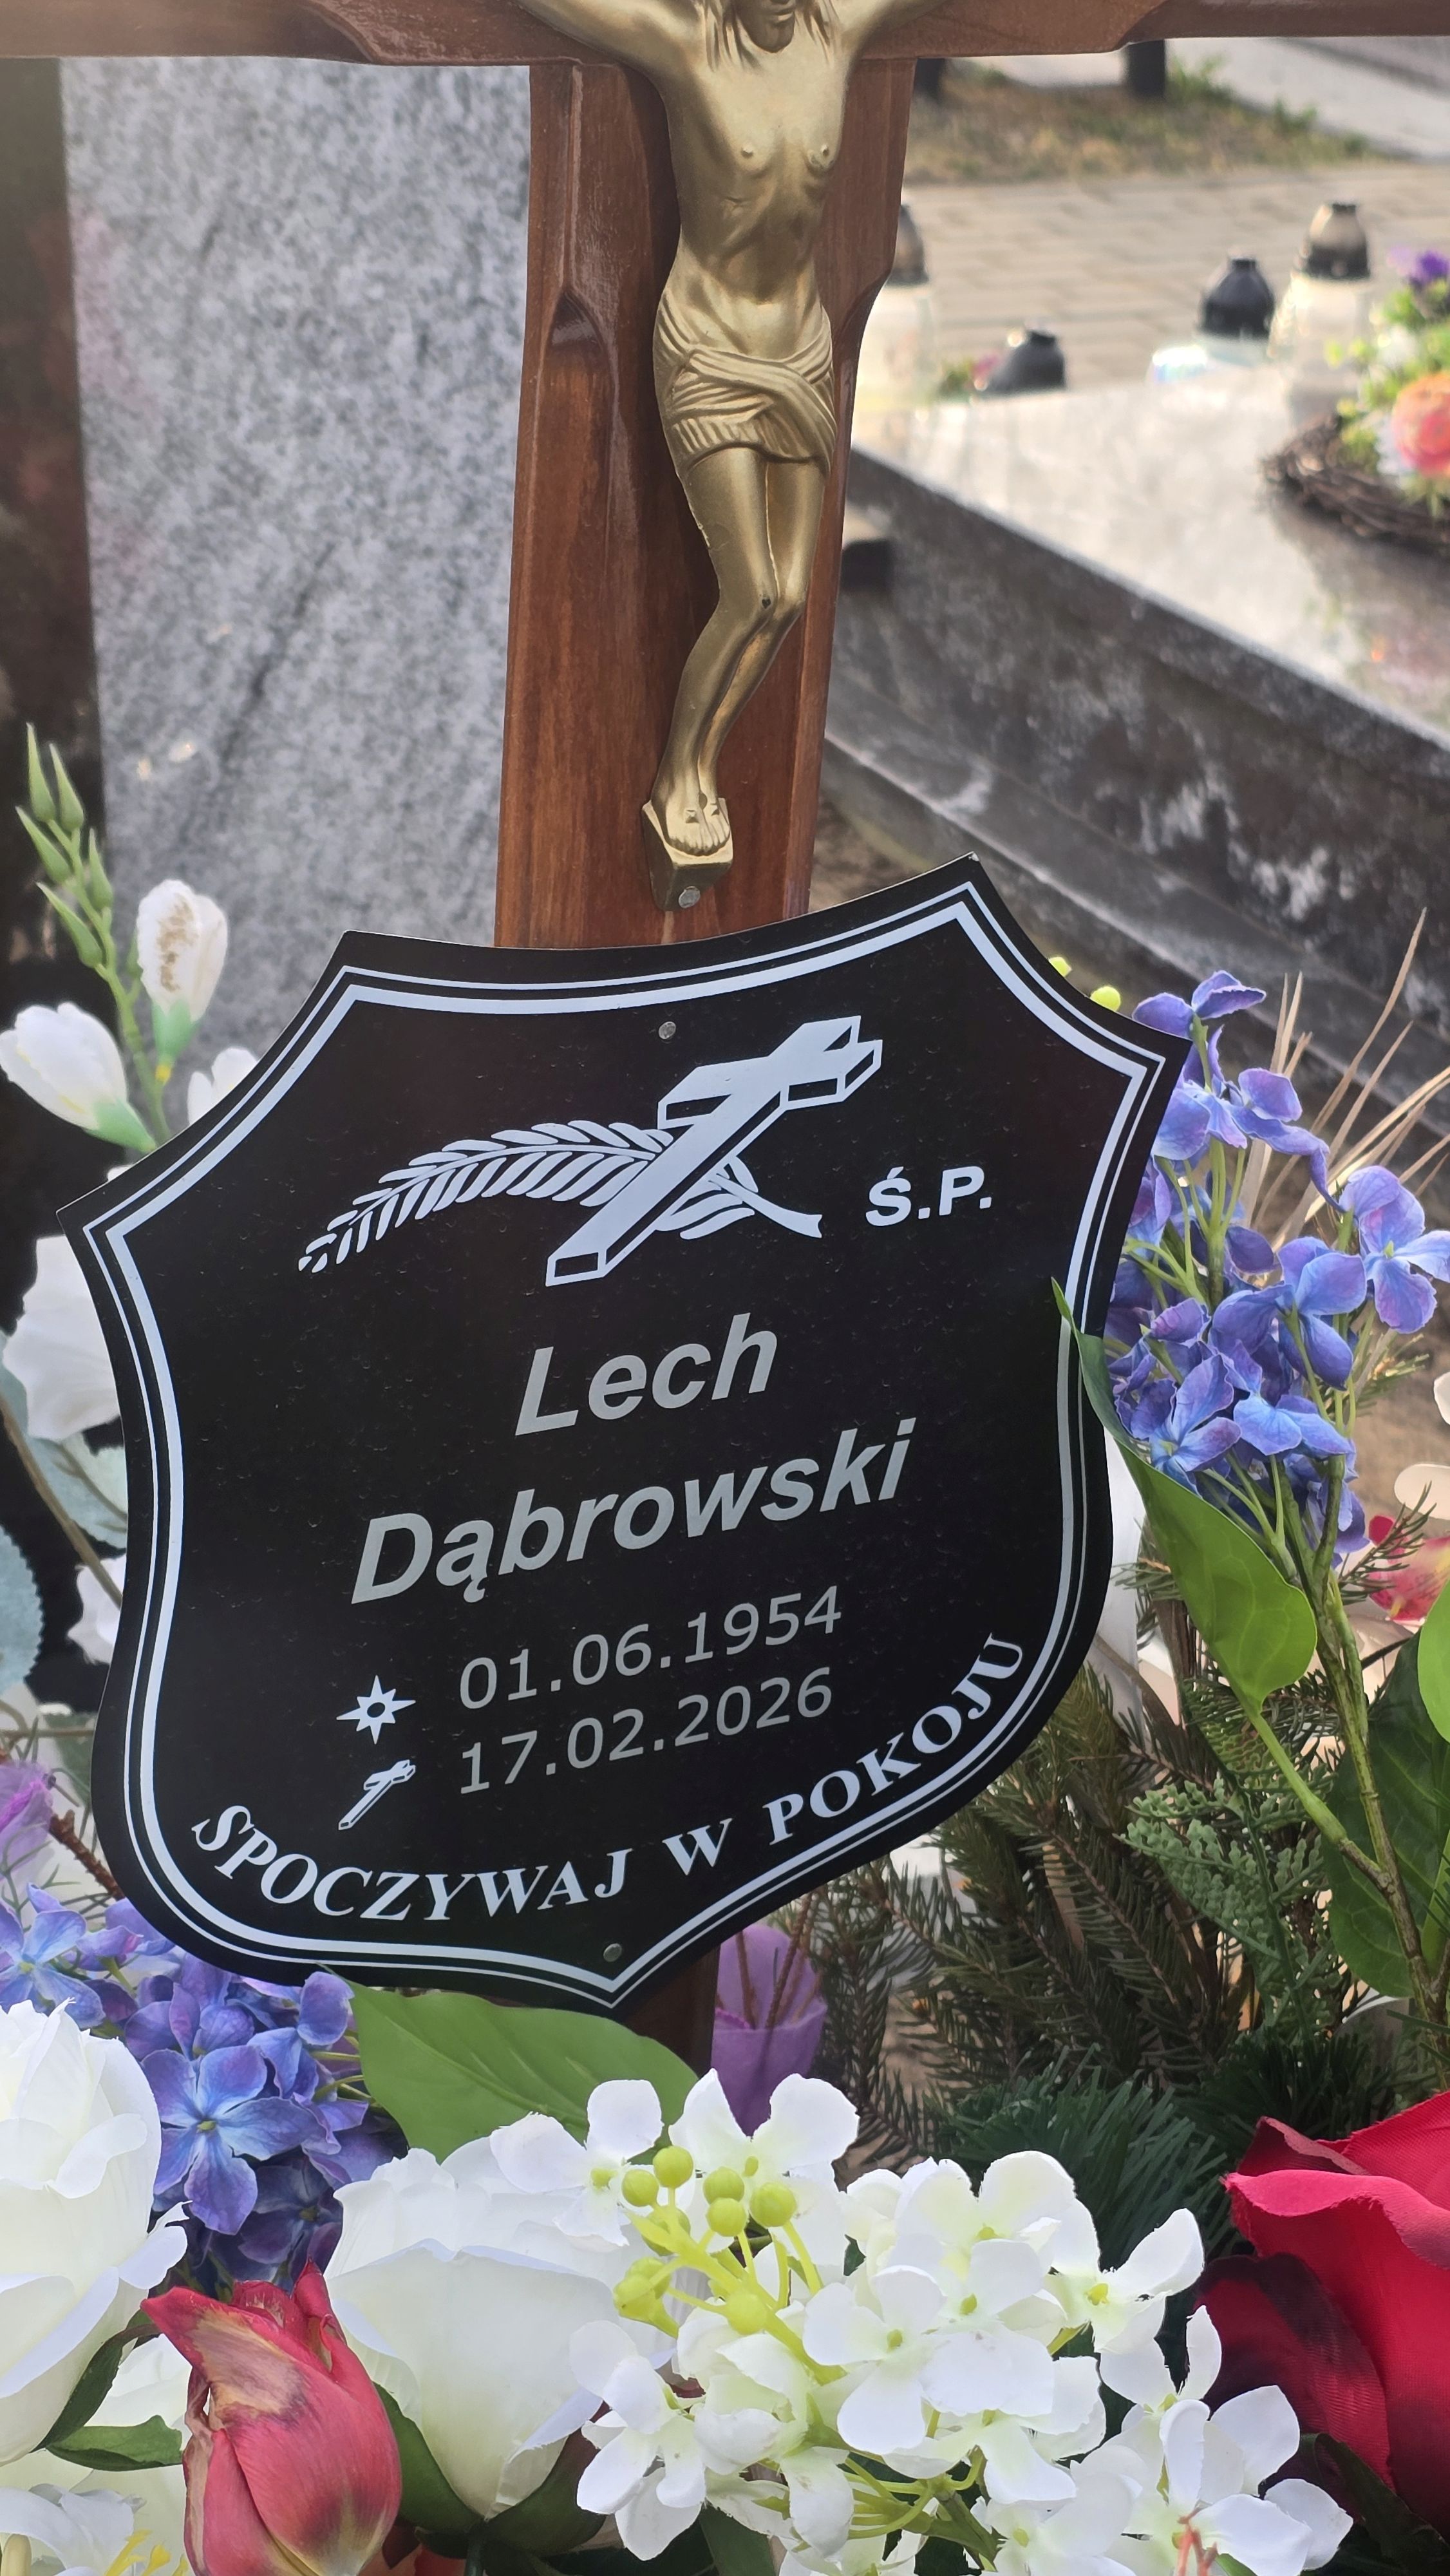 Ś.P.
Lech
Dąbrowski
01.06.1954
17.02.2026
SPOCZYWAJ W POKOJU